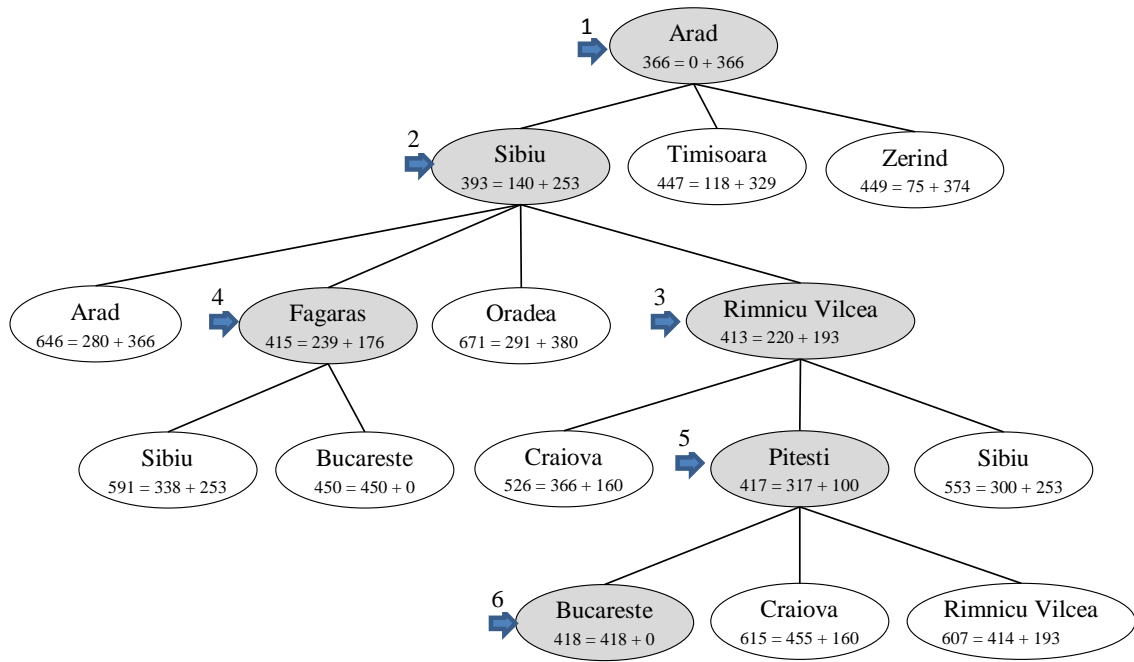 1
Arad
366 = 0 + 366
2
Sibiu
393 = 140 + 253
Timisoara
447 = 118 + 329
Zerind
449 = 75 + 374
Arad
646 = 280 + 366
4
Fagaras
415 = 239 + 176
Oradea
671 = 291 + 380
3
Rimnicu Vilcea
413 = 220 + 193
Sibiu
591 = 338 + 253
Bucareste
450 = 450 + 0
Craiova
526 = 366 + 160
5
Pitesti
417 = 317 + 100
Sibiu
553 = 300 + 253
6
Bucareste
418 = 418 + 0
Craiova
615 = 455 + 160
Rimnicu Vilcea
607 = 414 + 193